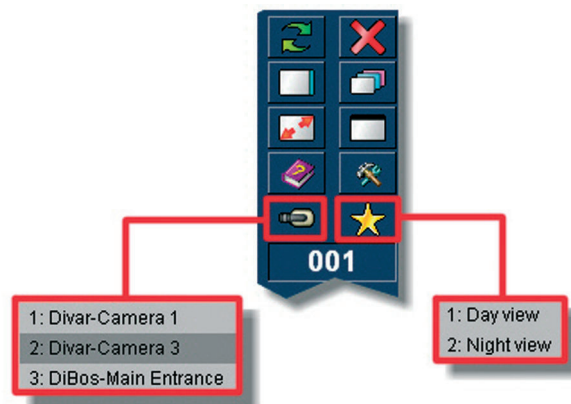 001
1: Divar-Camera 1
2: Divar-Camera 3
3: DiBos-Main Entrance
1: Day view
2: Night view